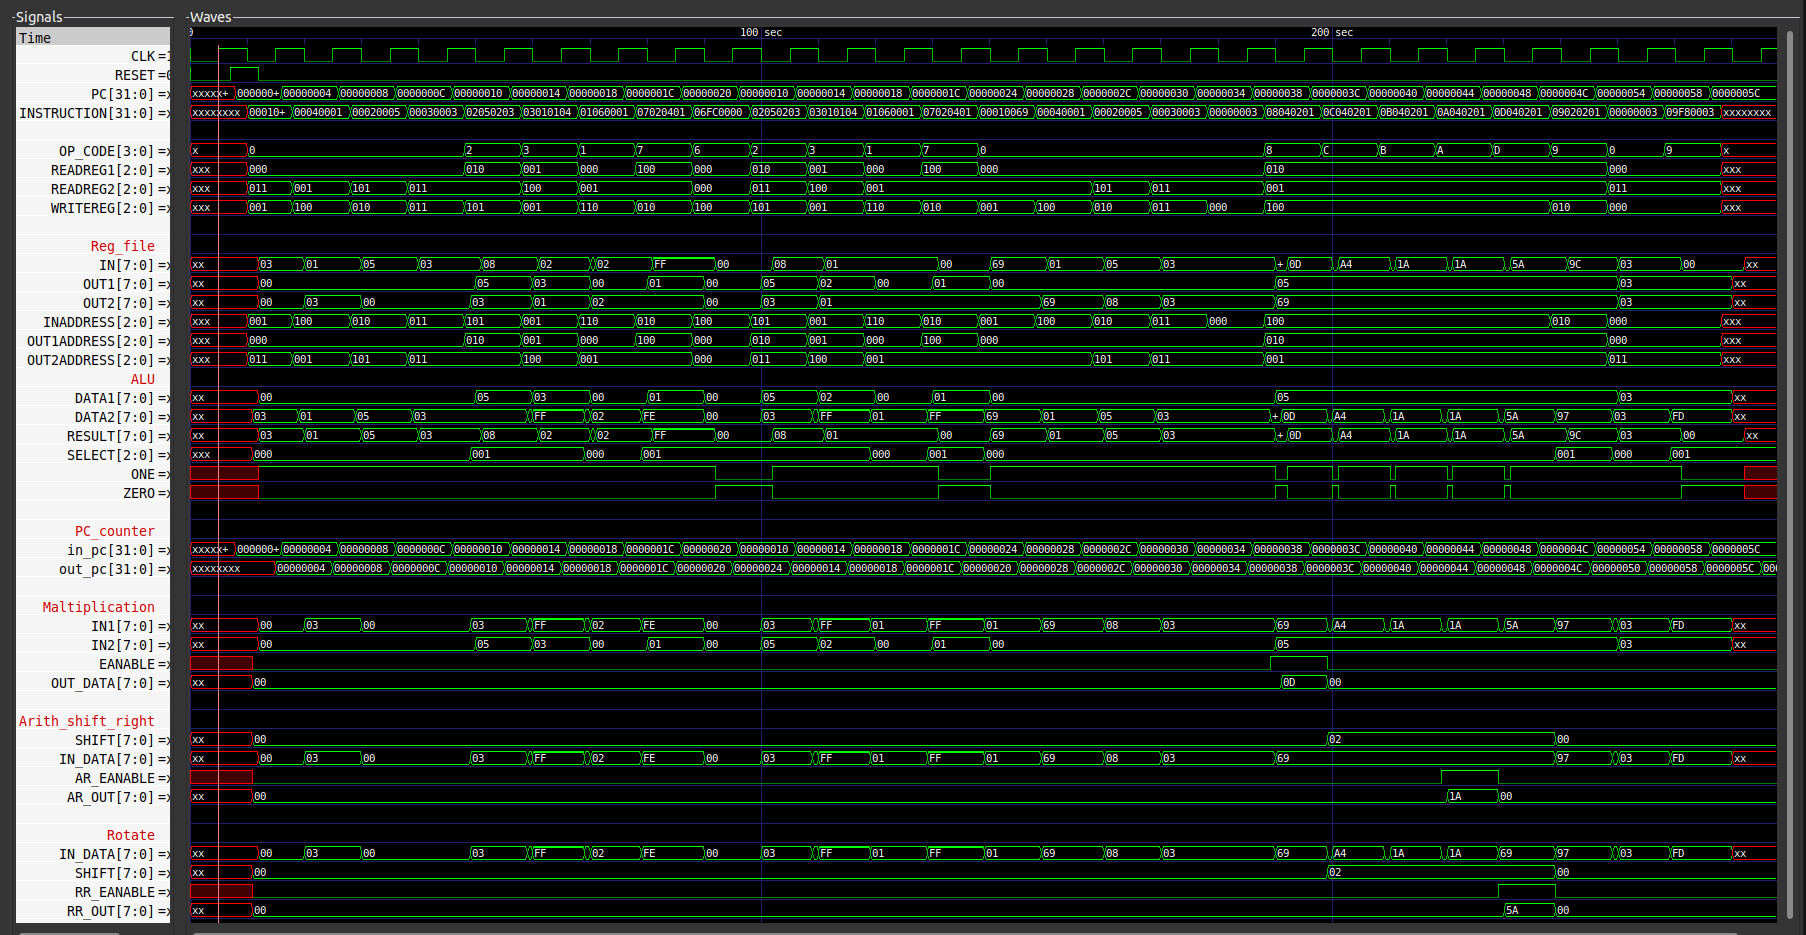 Signals Waves
Time 0 100 sec 200 sec
CLK =1
RESET =0
PC[31:0] =x xxxxx+ 000000+ 00000004 00000008 0000000C 00000010 00000014 00000018 0000001C 00000020 00000010 00000014 00000018 0000001C 00000024 00000028 0000002C 00000030 00000034 00000038 0000003C 00000040 00000044 00000048 0000004C 00000054 00000058 0000005C
INSTRUCTION[31:0] =x xxxxxxxx 00010+ 00040001 00020005 00030003 02050203 03010104 01060001 07020401 06FC0000 02050203 03010104 01060001 07020401 00010069 00040001 00020005 00030003 00000003 08040201 0C040201 0B040201 0A040201 0D040201 09020201 00000003 09F80003 xxxxxxxx
OP_CODE[3:0] =x x 0 2 3 1 7 6 2 3 1 7 0 8 C B A D 9 0 9 x
READREG1[2:0] =x xxx 000 010 001 000 100 000 010 001 000 100 000 010 000 xxx
READREG2[2:0] =x xxx 011 001 101 011 100 001 000 011 100 001 101 011 001 011 xxx
WRITEREG[2:0] =x xxx 001 100 010 011 101 001 110 010 100 101 001 110 010 001 100 010 011 000 100 010 000 xxx
Reg_file
IN[7:0] =x xx 03 01 05 03 08 02 02 FF 00 08 01 00 69 01 05 03 + 0D A4 1A 1A 5A 9C 03 00 xx
OUT1[7:0] =x xx 00 05 03 00 01 00 05 02 00 01 00 05 03 xx
OUT2[7:0] =x xx 00 03 00 03 01 02 00 03 01 69 08 03 69 03 xx
INADDRESS[2:0] =x xxx 001 100 010 011 101 001 110 010 100 101 001 110 010 001 100 010 011 000 100 010 000 xxx
OUT1ADDRESS[2:0] =x xxx 000 010 001 000 100 000 010 001 000 100 000 010 000 xxx
OUT2ADDRESS[2:0] =x xxx 011 001 101 011 100 001 000 011 100 001 101 011 001 011 xxx
ALU
DATA1[7:0] =x xx 00 05 03 00 01 00 05 02 00 01 00 05 03 xx
DATA2[7:0] =x xx 03 01 05 03 FF 02 FE 00 03 FF 01 FF 69 01 05 03 + 0D A4 1A 1A 5A 97 03 FD xx
RESULT[7:0] =x xx 03 01 05 03 08 02 02 FF 00 08 01 00 69 01 05 03 + 0D A4 1A 1A 5A 9C 03 00 xx
SELECT[2:0] =x xxx 000 001 000 001 000 001 000 001 000 001
ONE =x
ZERO =x
PC_counter
in_pc[31:0] =x xxxxx+ 000000+ 00000004 00000008 0000000C 00000010 00000014 00000018 0000001C 00000020 00000010 00000014 00000018 0000001C 00000024 00000028 0000002C 00000030 00000034 00000038 0000003C 00000040 00000044 00000048 0000004C 00000054 00000058 0000005C
out_pc[31:0] =x xxxxxxxx 00000004 00000008 0000000C 00000010 00000014 00000018 0000001C 00000020 00000024 00000014 00000018 0000001C 00000020 00000028 0000002C 00000030 00000034 00000038 0000003C 00000040 00000044 00000048 0000004C 00000050 00000058 0000005C 000
Maltiplication
IN1[7:0] =x xx 00 03 00 03 FF 02 FE 00 03 FF 01 FF 01 69 08 03 69 A4 1A 1A 5A 97 03 FD xx
IN2[7:0] =x xx 00 05 03 00 01 00 05 02 00 01 00 05 03 xx
EANABLE =x
OUT_DATA[7:0] =x xx 00 0D 00
Arith_shift_right
SHIFT[7:0] =x xx 00 02 00
IN_DATA[7:0] =x xx 00 03 00 03 FF 02 FE 00 03 FF 01 FF 01 69 08 03 69 97 03 FD xx
AR_EANABLE =x
AR_OUT[7:0] =x xx 00 1A 00
Rotate
IN_DATA[7:0] =x xx 00 03 00 03 FF 02 FE 00 03 FF 01 FF 01 69 08 03 69 A4 1A 1A 69 97 03 FD xx
SHIFT[7:0] =x xx 00 02 00
RR_EANABLE =x
RR_OUT[7:0] =x xx 00 5A 00